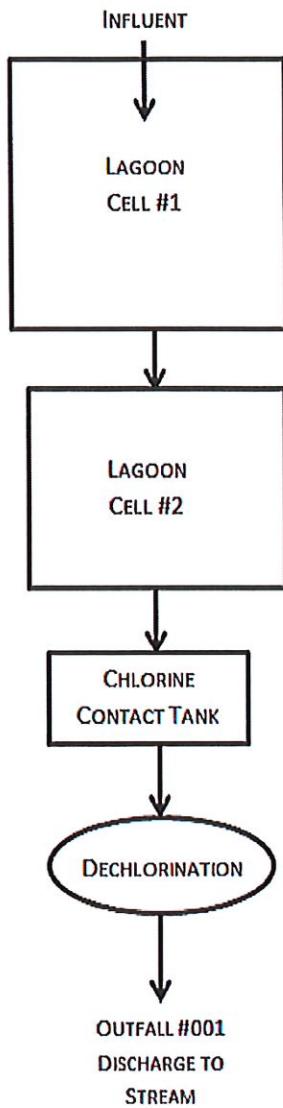 INFLUENT
LAGOON
CELL #1
LAGOON
CELL #2
CHLORINE
CONTACT TANK
DECHLORINATION
OUTFALL #001
DISCHARGE TO
STREAM